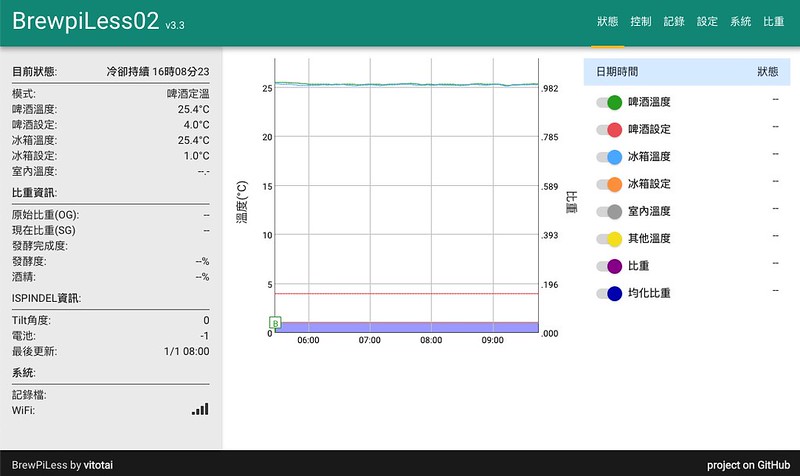 BrewpiLess02 v3.3
狀態 控制 記錄 設定 系統 比重
目前狀態: 冷卻持續 16時08分23
模式: 啤酒定溫
啤酒溫度: 25.4°C
啤酒設定: 4.0°C
冰箱溫度: 25.4°C
冰箱設定: 1.0°C
室內溫度: --.-
比重資訊:
原始比重(OG): --
現在比重(SG) --
發酵完成度:
發酵度: --%
酒精: --%
ISPINDEL資訊:
Tilt角度: 0
電池: -1
最後更新: 1/1 08:00
系統:
記錄檔:
WiFi:
溫度(°C)
25
20
15
10
5
0
B
06:00 07:00 08:00 09:00
.982
.785
.589
.393
.196
.000
比重
日期時間 狀態
啤酒溫度 --
啤酒設定 --
冰箱溫度 --
冰箱設定 --
室內溫度 --
其他溫度 --
比重 --
均化比重 --
BrewPiLess by vitotai
project on GitHub